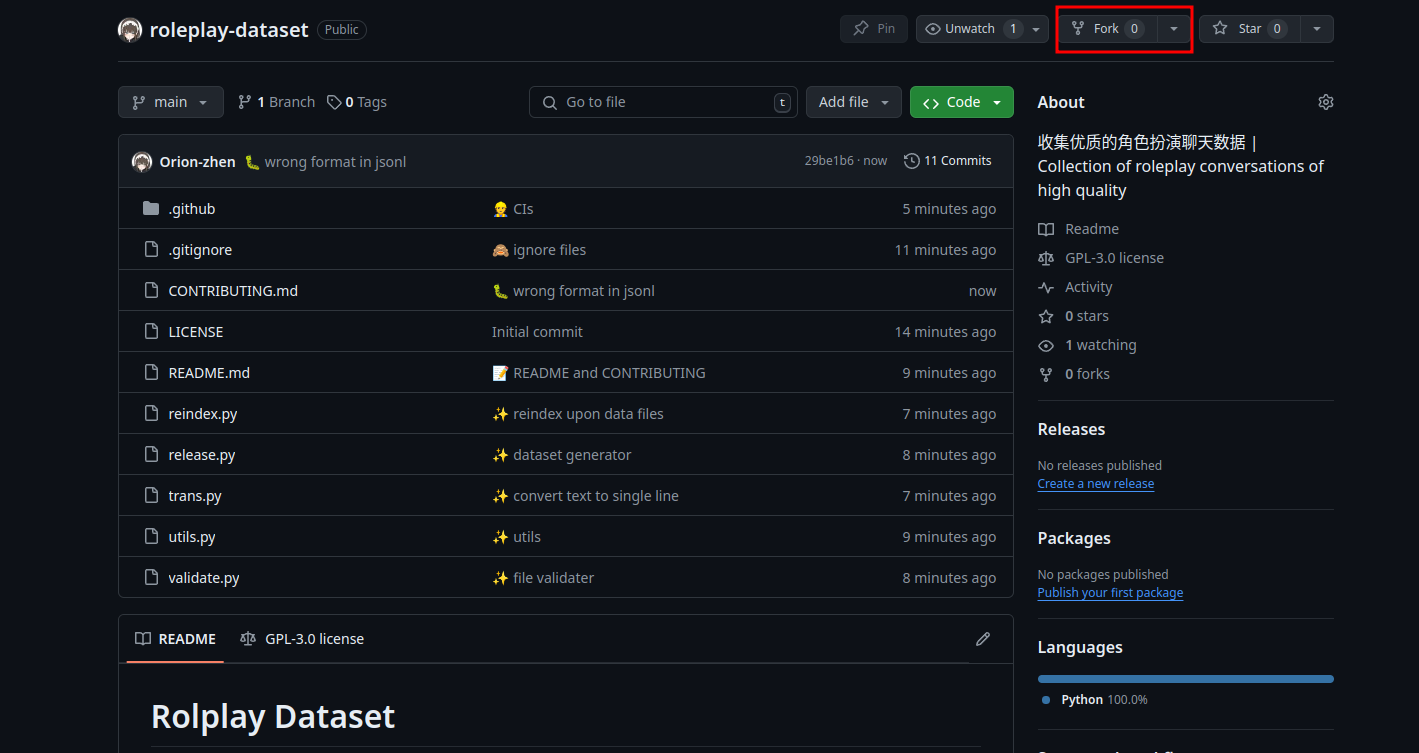 roleplay-dataset Public Pin Unwatch 1 Fork 0 Star 0
main 1 Branch 0 Tags Go to file t Add file Code
Orion-zhen 🐛 wrong format in jsonl 29be1b6 · now 11 Commits
.github 👷 CIs 5 minutes ago
.gitignore 🙈 ignore files 11 minutes ago
CONTRIBUTING.md 🐛 wrong format in jsonl now
LICENSE Initial commit 14 minutes ago
README.md 📝 README and CONTRIBUTING 9 minutes ago
reindex.py ✨ reindex upon data files 7 minutes ago
release.py ✨ dataset generator 8 minutes ago
trans.py ✨ convert text to single line 7 minutes ago
utils.py ✨ utils 9 minutes ago
validate.py ✨ file validater 8 minutes ago
README GPL-3.0 license
Rolplay Dataset
About
收集优质的角色扮演聊天数据 |
Collection of roleplay conversations of
high quality
Readme
GPL-3.0 license
Activity
0 stars
1 watching
0 forks
Releases
No releases published
Create a new release
Packages
No packages published
Publish your first package
Languages
Python 100.0%